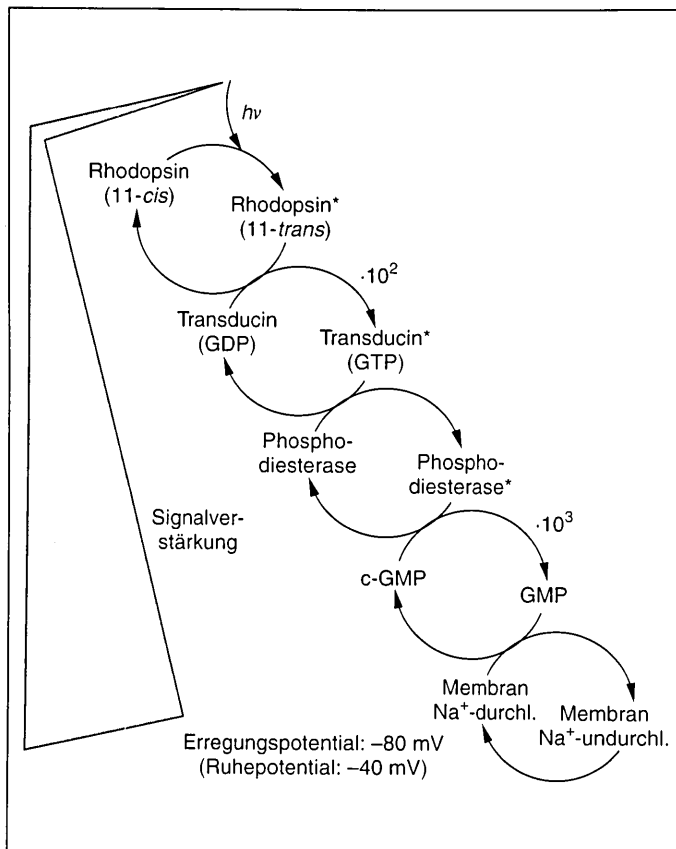 hν
Rhodopsin
(11-cis)
Rhodopsin*
(11-trans)
·10²
Transducin
(GDP)
Transducin*
(GTP)
Phospho-
diesterase
Phospho-
diesterase*
Signalver-
stärkung
·10³
c-GMP
GMP
Membran
Na⁺-durchl.
Membran
Na⁺-undurchl.
Erregungspotential: –80 mV
(Ruhepotential: –40 mV)